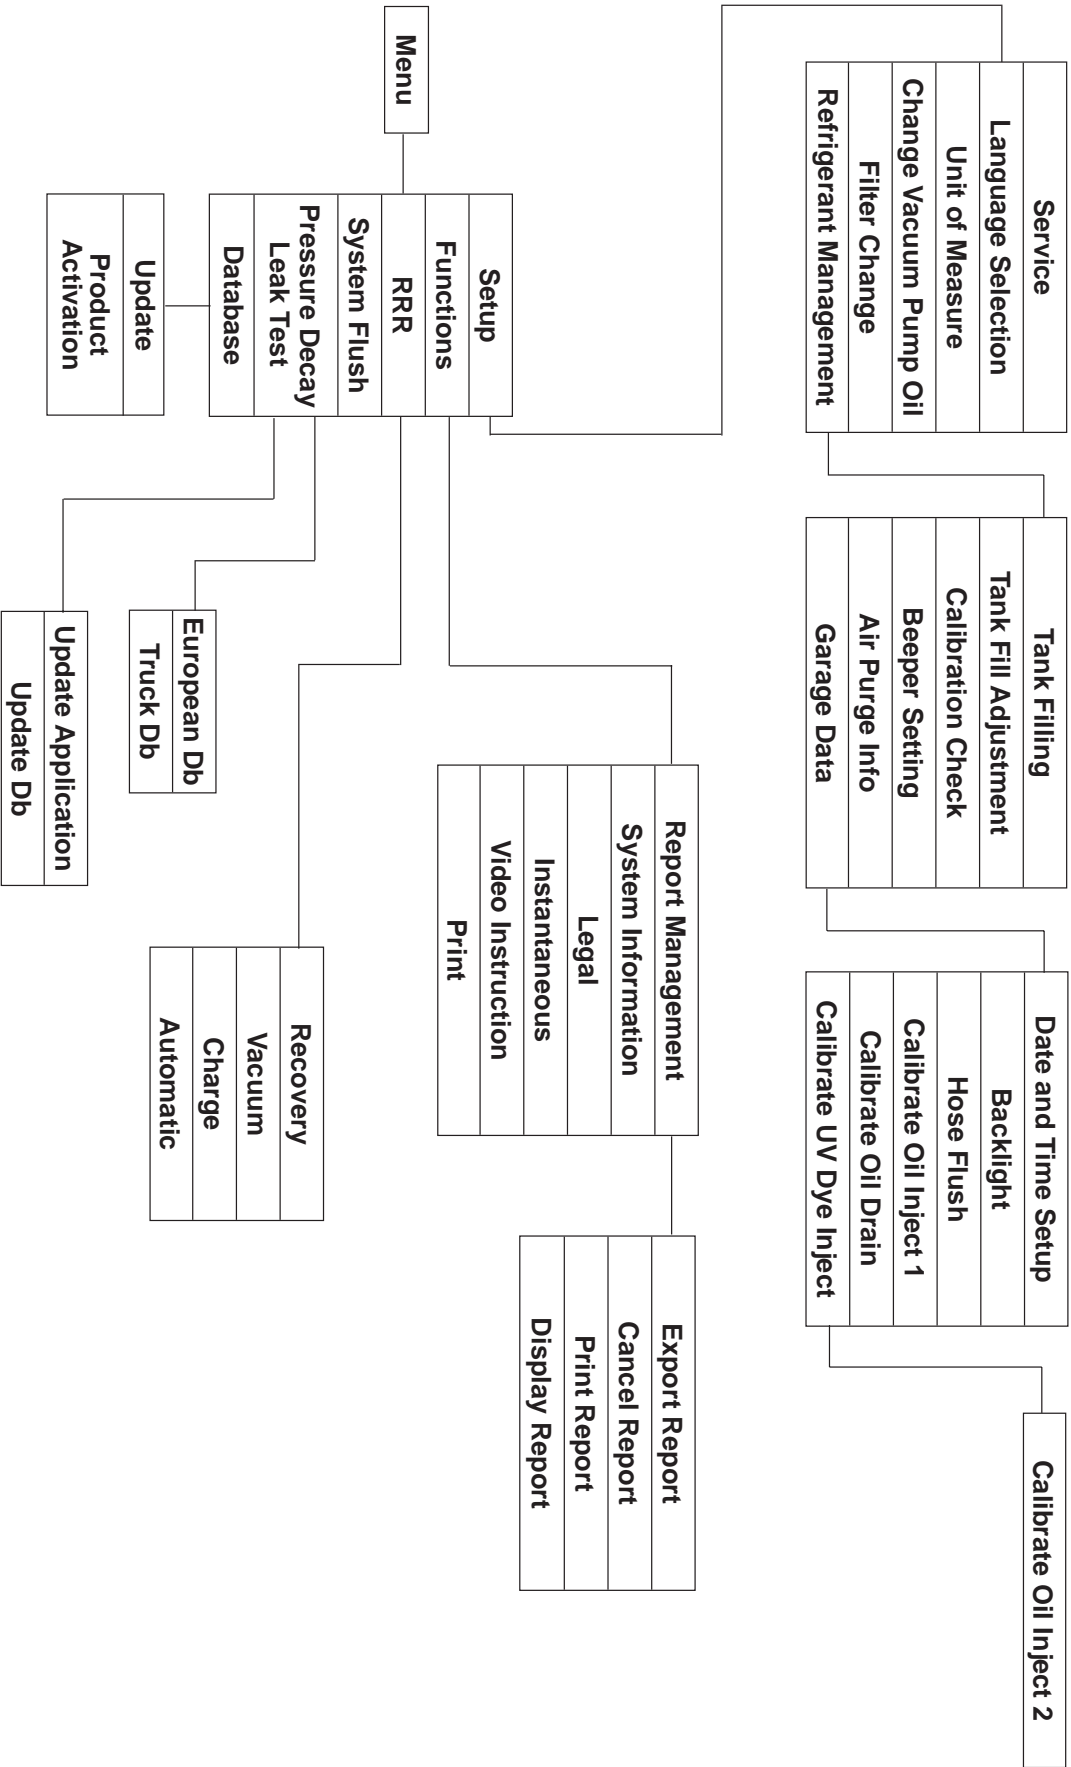 Menu
Setup
Functions
RRR
System Flush
Pressure Decay
Leak Test
Database
Update
Product
Activation
Service
Language Selection
Unit of Measure
Change Vacuum Pump Oil
Filter Change
Refrigerant Management
Tank Filling
Tank Fill Adjustment
Calibration Check
Beeper Setting
Air Purge Info
Garage Data
Date and Time Setup
Backlight
Hose Flush
Calibrate Oil Inject 1
Calibrate Oil Drain
Calibrate UV Dye Inject
Calibrate Oil Inject 2
Report Management
System Information
Legal
Instantaneous
Video Instruction
Print
Export Report
Cancel Report
Print Report
Display Report
Recovery
Vacuum
Charge
Automatic
European Db
Truck Db
Update Application
Update Db